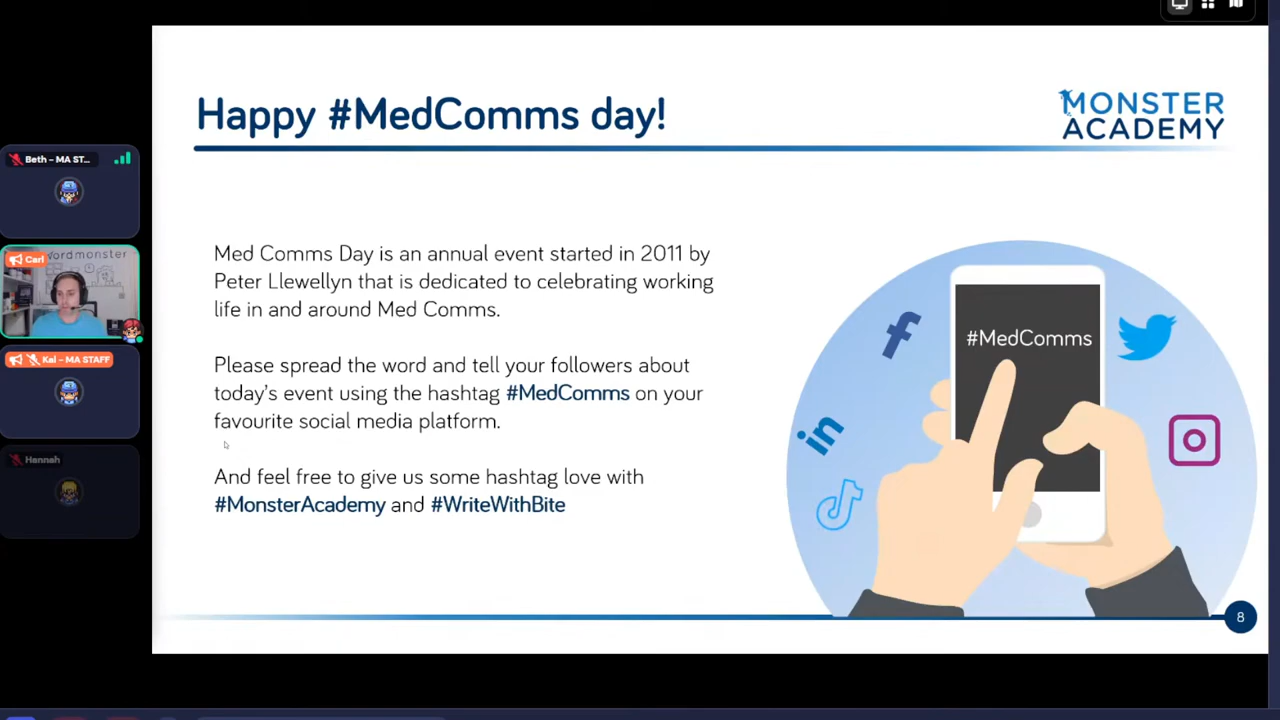 Happy #MedComms day!
MONSTER
ACADEMY
Beth – MA ST...
Carl
wordmonster
Kai – MA STAFF
Hannah
Med Comms Day is an annual event started in 2011 by
Peter Llewellyn that is dedicated to celebrating working
life in and around Med Comms.
Please spread the word and tell your followers about
today's event using the hashtag #MedComms on your
favourite social media platform.
And feel free to give us some hashtag love with
#MonsterAcademy and #WriteWithBite
#MedComms
in
8